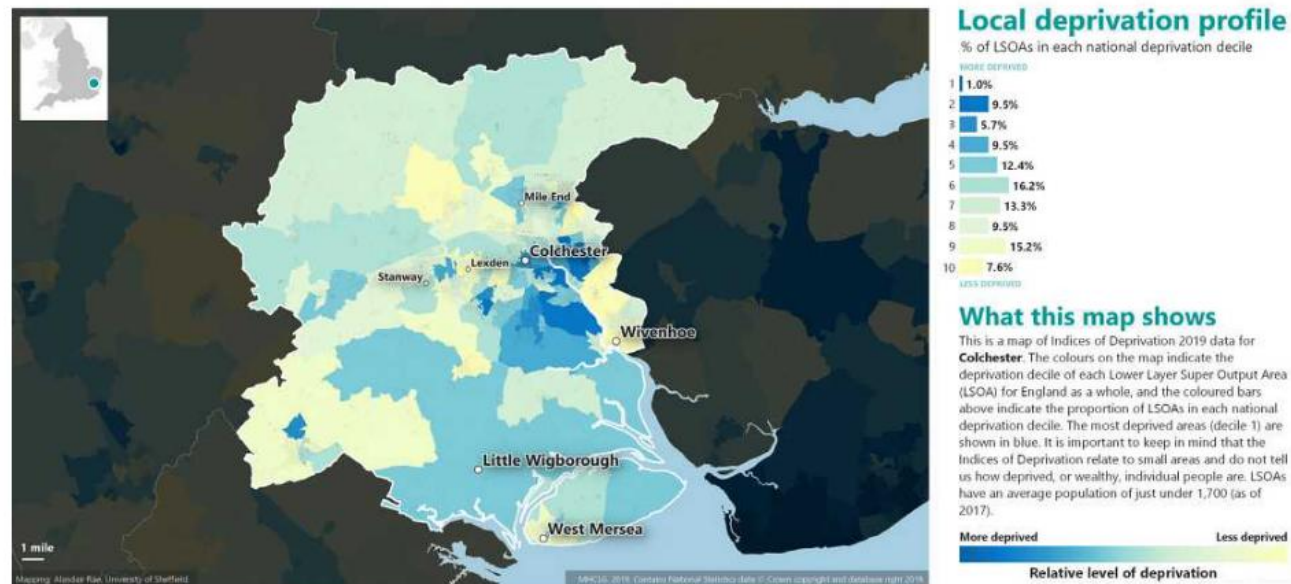 Local deprivation profile
% of LSOAs in each national deprivation decile
MORE DEPRIVED
1 1.0%
2 9.5%
3 5.7%
4 9.5%
5 12.4%
6 16.2%
7 13.3%
8 9.5%
9 15.2%
10 7.6%
LESS DEPRIVED
Mile End
Colchester
Lexden
Stanway
Wivenhoe
Little Wigborough
West Mersea
1 mile
What this map shows
This is a map of Indices of Deprivation 2019 data for
Colchester. The colours on the map indicate the
deprivation decile of each Lower Layer Super Output Area
(LSOA) for England as a whole, and the coloured bars
above indicate the proportion of LSOAs in each national
deprivation decile. The most deprived areas (decile 1) are
shown in blue. It is important to keep in mind that the
Indices of Deprivation relate to small areas and do not tell
us how deprived, or wealthy, individual people are. LSOAs
have an average population of just under 1,700 (as of
2017).
More deprived Less deprived
Relative level of deprivation
Mapping: Alasdair Rae, University of Sheffield
MHCLG, 2019. Contains National Statistics data © Crown copyright and database right 2019